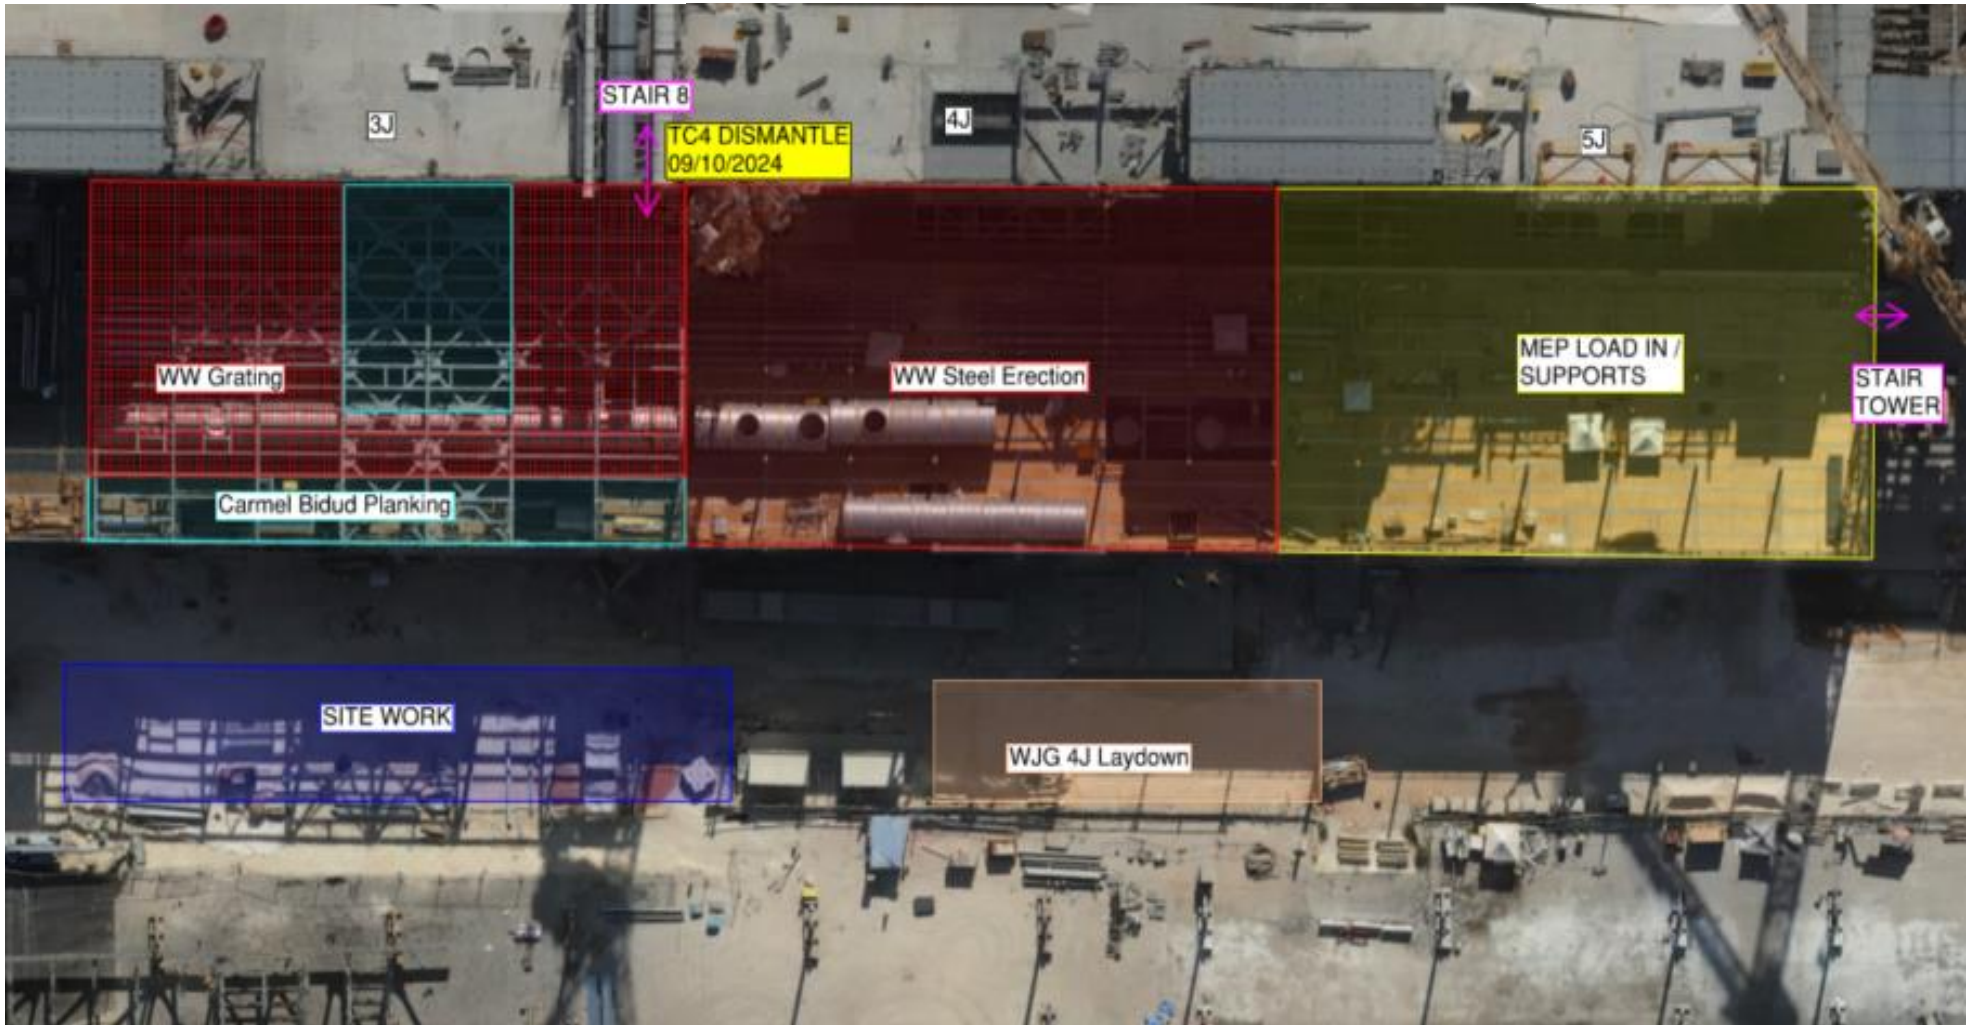 STAIR 8
3J
4J
TC4 DISMANTLE
09/10/2024
5J
MEP LOAD IN /
SUPPORTS
WW Grating
WW Steel Erection
STAIR
TOWER
Carmel Bidud Planking
SITE WORK
WJG 4J Laydown